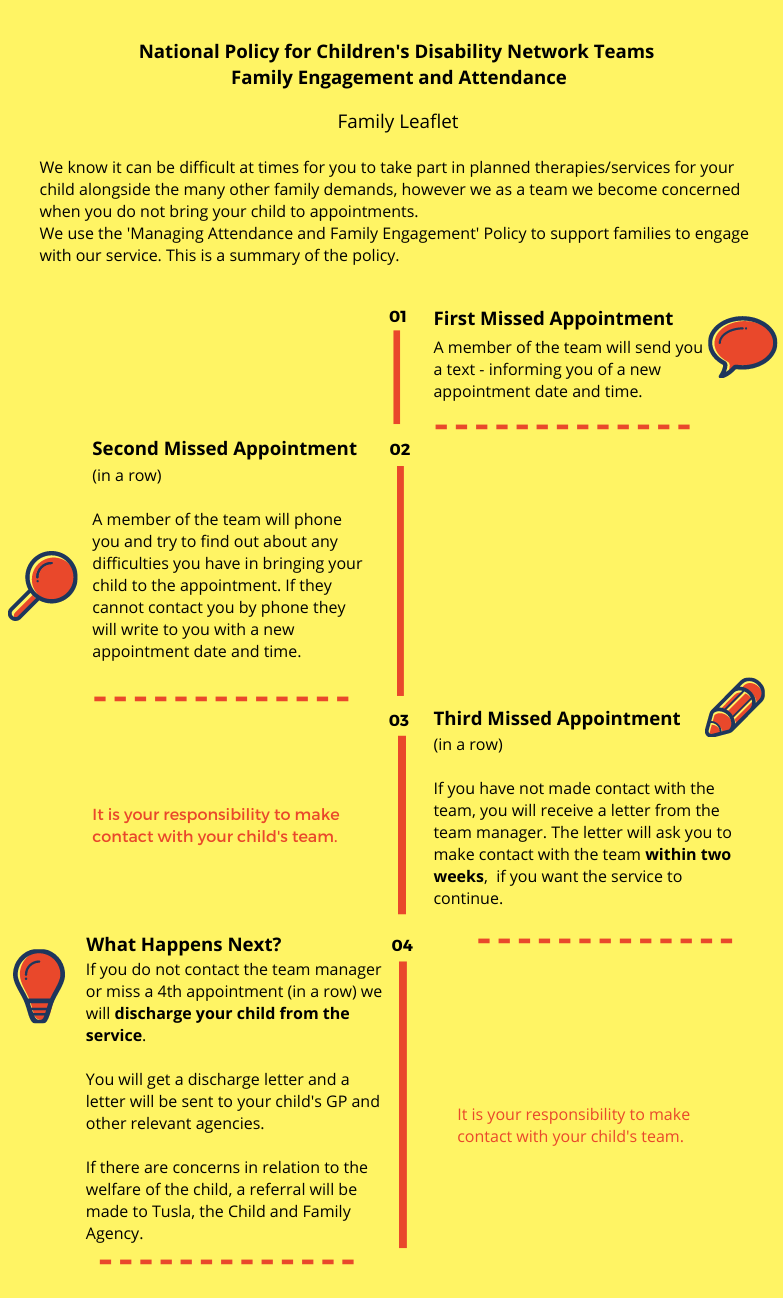 National Policy for Children's Disability Network Teams
Family Engagement and Attendance
Family Leaflet
We know it can be difficult at times for you to take part in planned therapies/services for your
child alongside the many other family demands, however we as a team we become concerned
when you do not bring your child to appointments.
We use the 'Managing Attendance and Family Engagement' Policy to support families to engage
with our service. This is a summary of the policy.
01
First Missed Appointment
A member of the team will send you
a text - informing you of a new
appointment date and time.
02
Second Missed Appointment
(in a row)
A member of the team will phone
you and try to find out about any
difficulties you have in bringing your
child to the appointment. If they
cannot contact you by phone they
will write to you with a new
appointment date and time.
03
Third Missed Appointment
(in a row)
If you have not made contact with the
team, you will receive a letter from the
team manager. The letter will ask you to
make contact with the team within two
weeks,  if you want the service to
continue.
It is your responsibility to make
contact with your child's team.
04
What Happens Next?
If you do not contact the team manager
or miss a 4th appointment (in a row) we
will discharge your child from the
service.
You will get a discharge letter and a
letter will be sent to your child's GP and
other relevant agencies.
If there are concerns in relation to the
welfare of the child, a referral will be
made to Tusla, the Child and Family
Agency.
It is your responsibility to make
contact with your child's team.